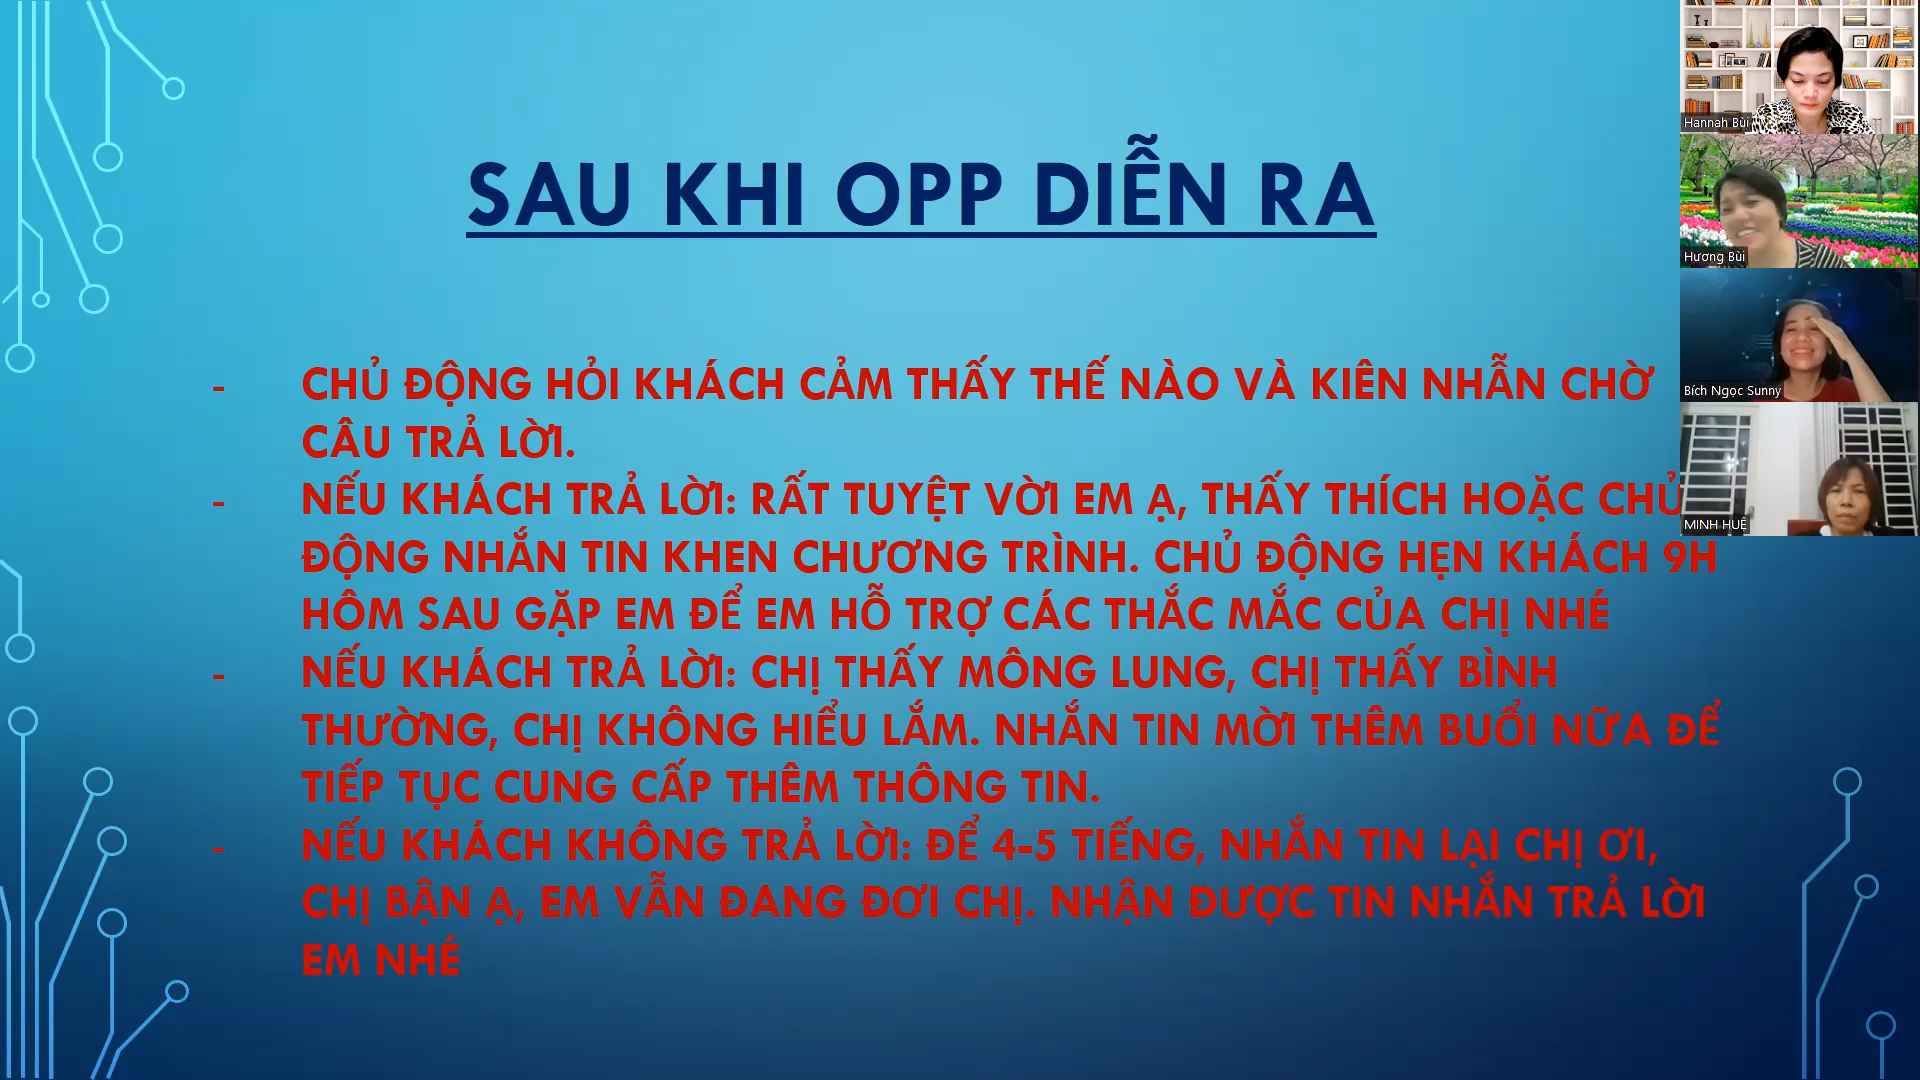 SAU KHI OPP DIỄN RA
- CHỦ ĐỘNG HỎI KHÁCH CẢM THẤY THẾ NÀO VÀ KIÊN NHẪN CHỜ
CÂU TRẢ LỜI.
- NẾU KHÁCH TRẢ LỜI: RẤT TUYỆT VỜI EM Ạ, THẤY THÍCH HOẶC CHỦ
ĐỘNG NHẮN TIN KHEN CHƯƠNG TRÌNH. CHỦ ĐỘNG HẸN KHÁCH 9H
HÔM SAU GẶP EM ĐỂ EM HỖ TRỢ CÁC THẮC MẮC CỦA CHỊ NHÉ
- NẾU KHÁCH TRẢ LỜI: CHỊ THẤY MÔNG LUNG, CHỊ THẤY BÌNH
THƯỜNG, CHỊ KHÔNG HIỂU LẮM. NHẮN TIN MỜI THÊM BUỔI NỮA ĐỂ
TIẾP TỤC CUNG CẤP THÊM THÔNG TIN.
- NẾU KHÁCH KHÔNG TRẢ LỜI: ĐỂ 4-5 TIẾNG, NHẮN TIN LẠI CHỊ ƠI,
CHỊ BẬN Ạ, EM VẪN ĐANG ĐƠI CHỊ. NHẬN ĐƯỢC TIN NHẮN TRẢ LỜI
EM NHÉ
Hannah Bùi
Hương Bùi
Bích Ngọc Sunny
MINH HUỆ